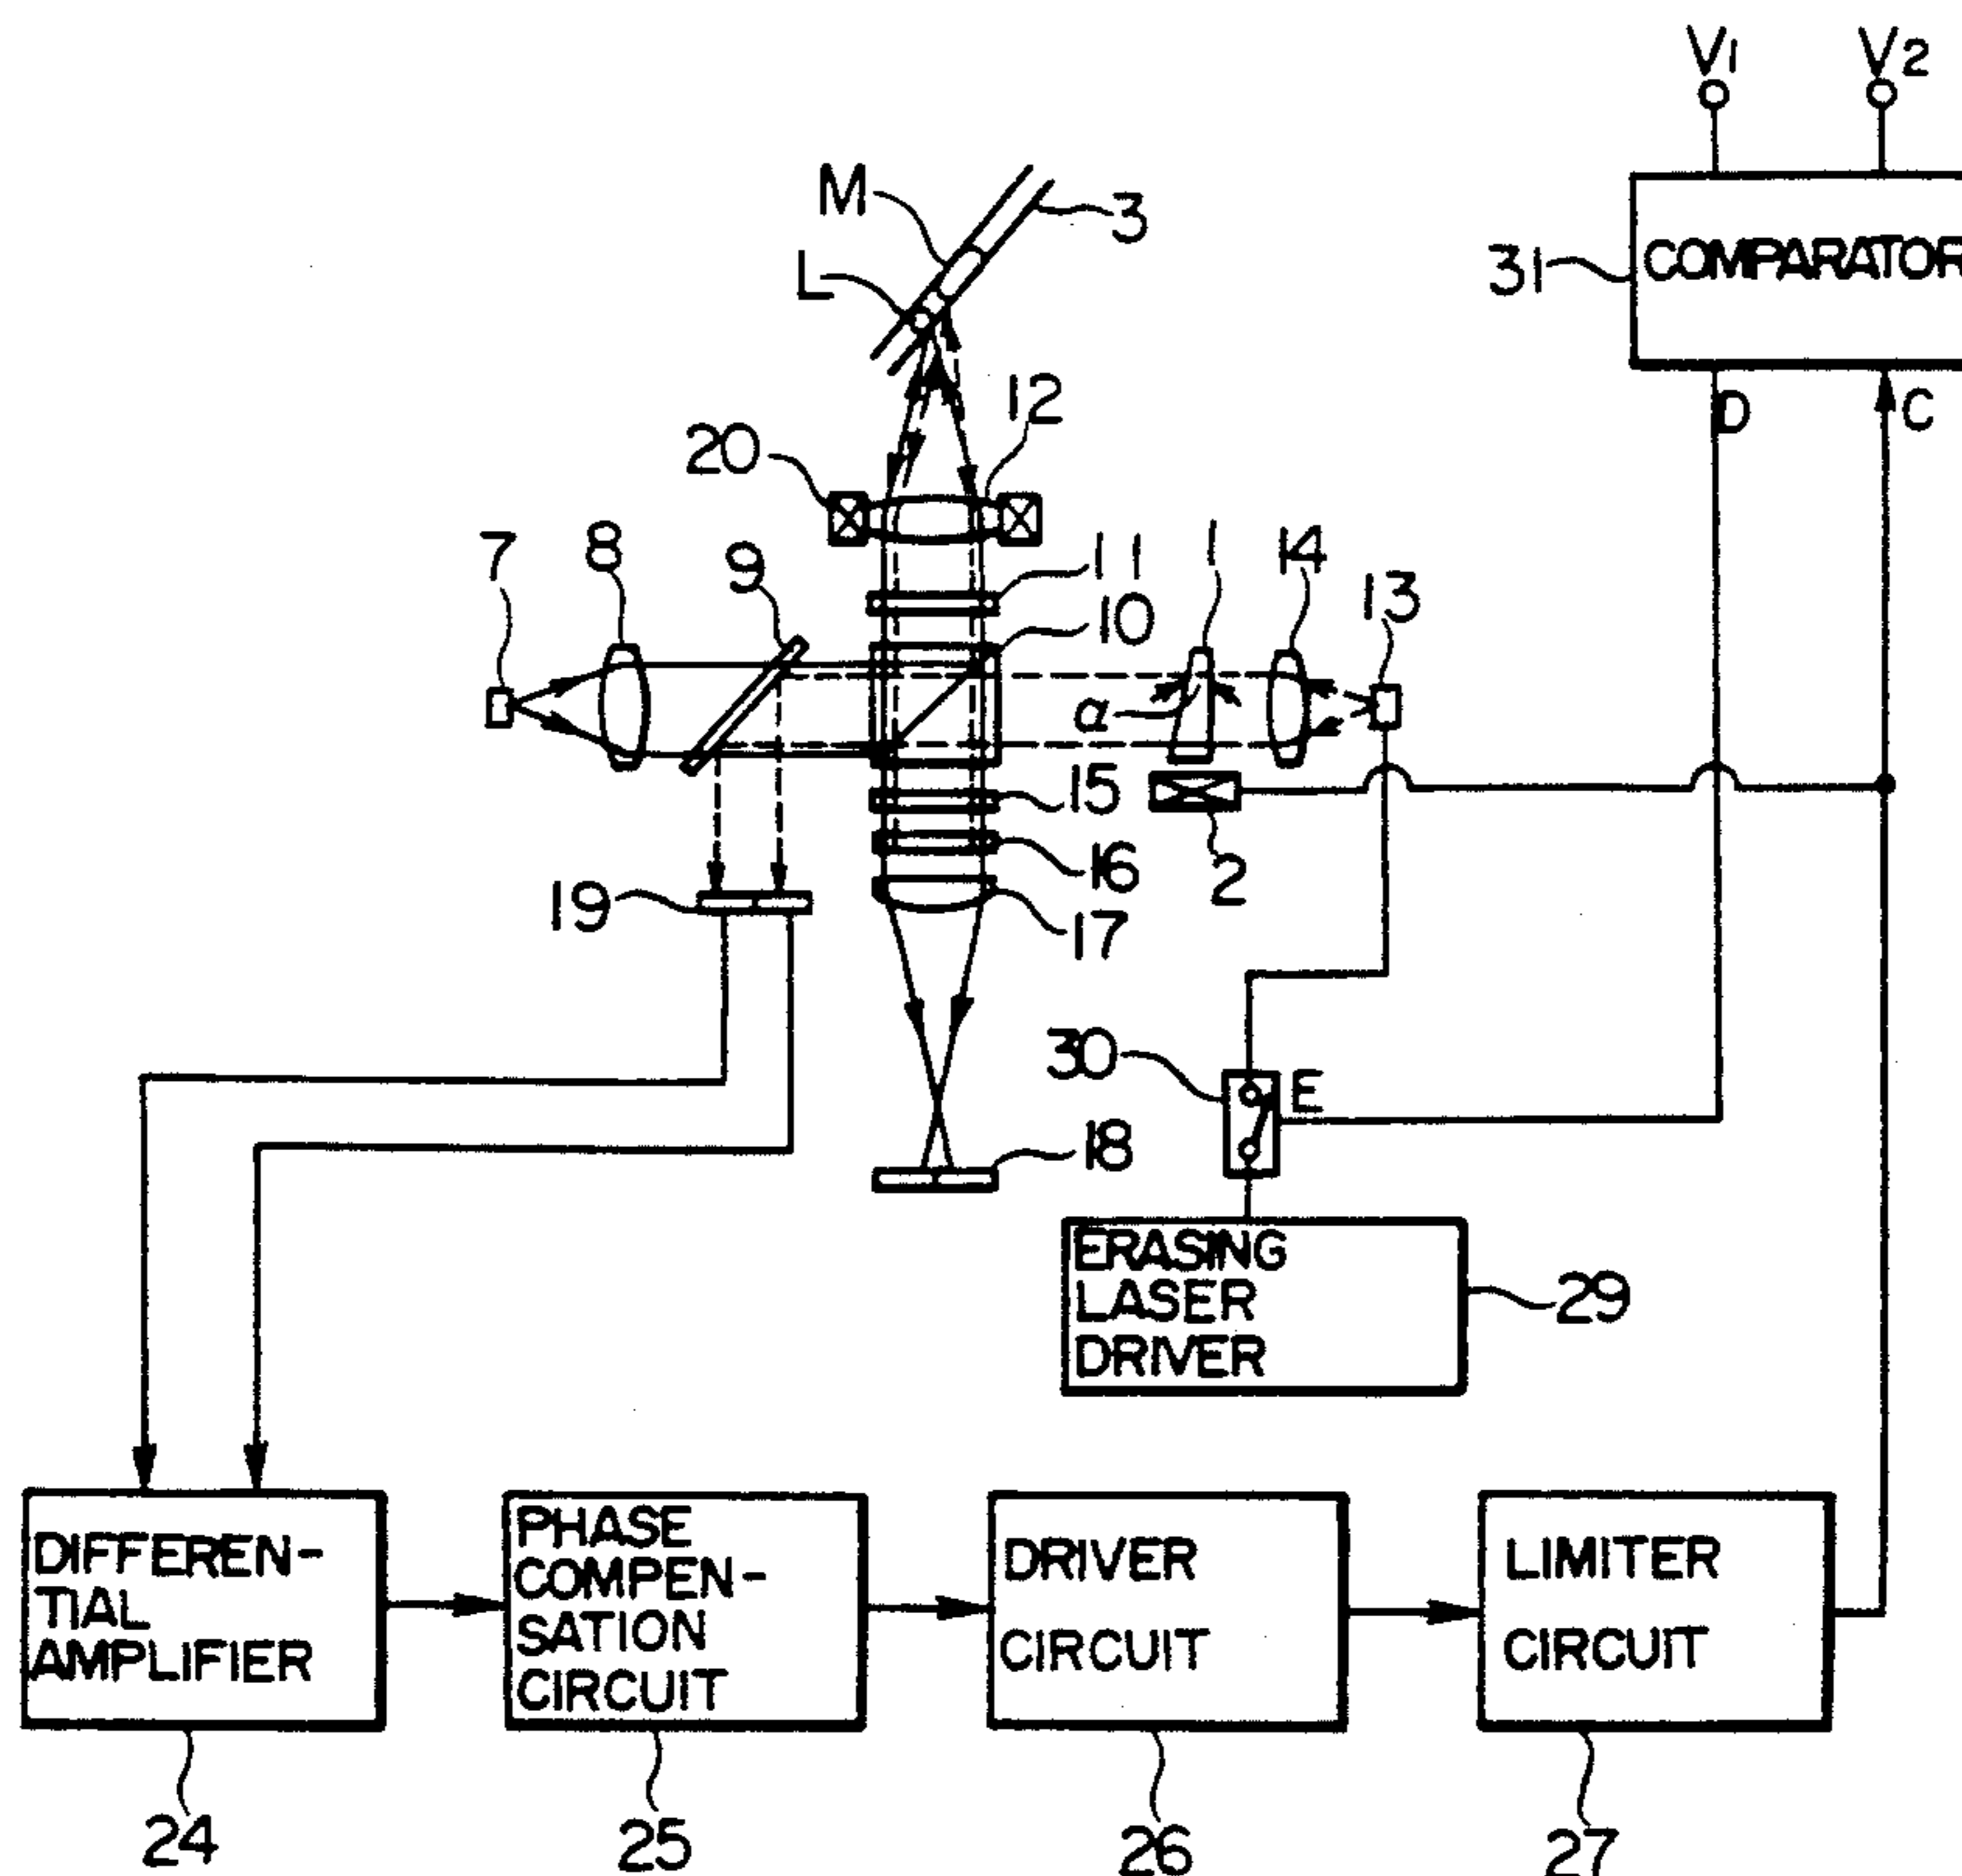 V1
V2
M
3
31
COMPARATOR
L
12
D
C
20
7
8
9
11
10
1
14
13
α
15
2
16
19
17
30
E
18
ERASING
LASER
DRIVER
29
DIFFEREN-
TIAL
AMPLIFIER
PHASE
COMPEN-
SATION
CIRCUIT
DRIVER
CIRCUIT
LIMITER
CIRCUIT
24
25
26
27